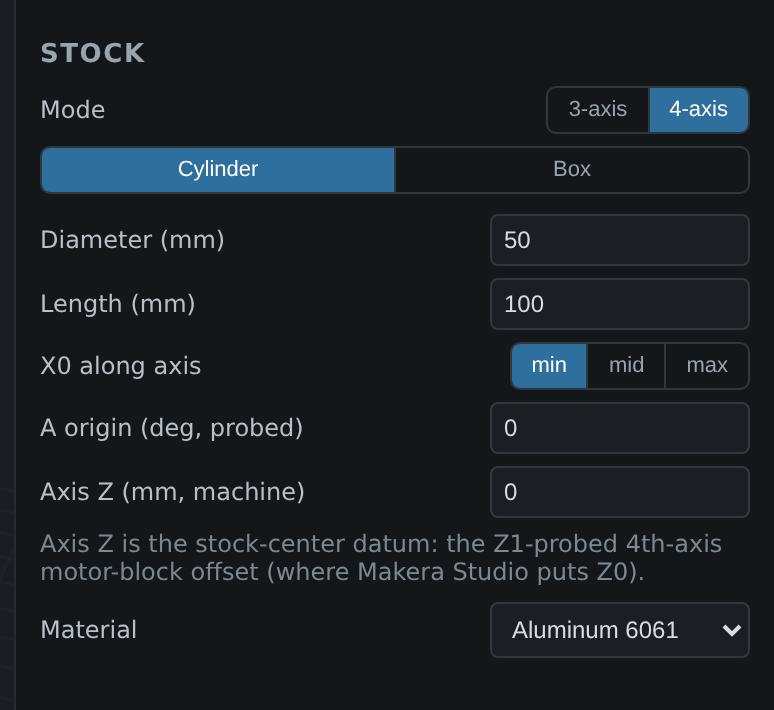 STOCK
Mode 3-axis 4-axis
Cylinder Box
Diameter (mm) 50
Length (mm) 100
X0 along axis min mid max
A origin (deg, probed) 0
Axis Z (mm, machine) 0
Axis Z is the stock-center datum: the Z1-probed 4th-axis
motor-block offset (where Makera Studio puts Z0).
Material Aluminum 6061